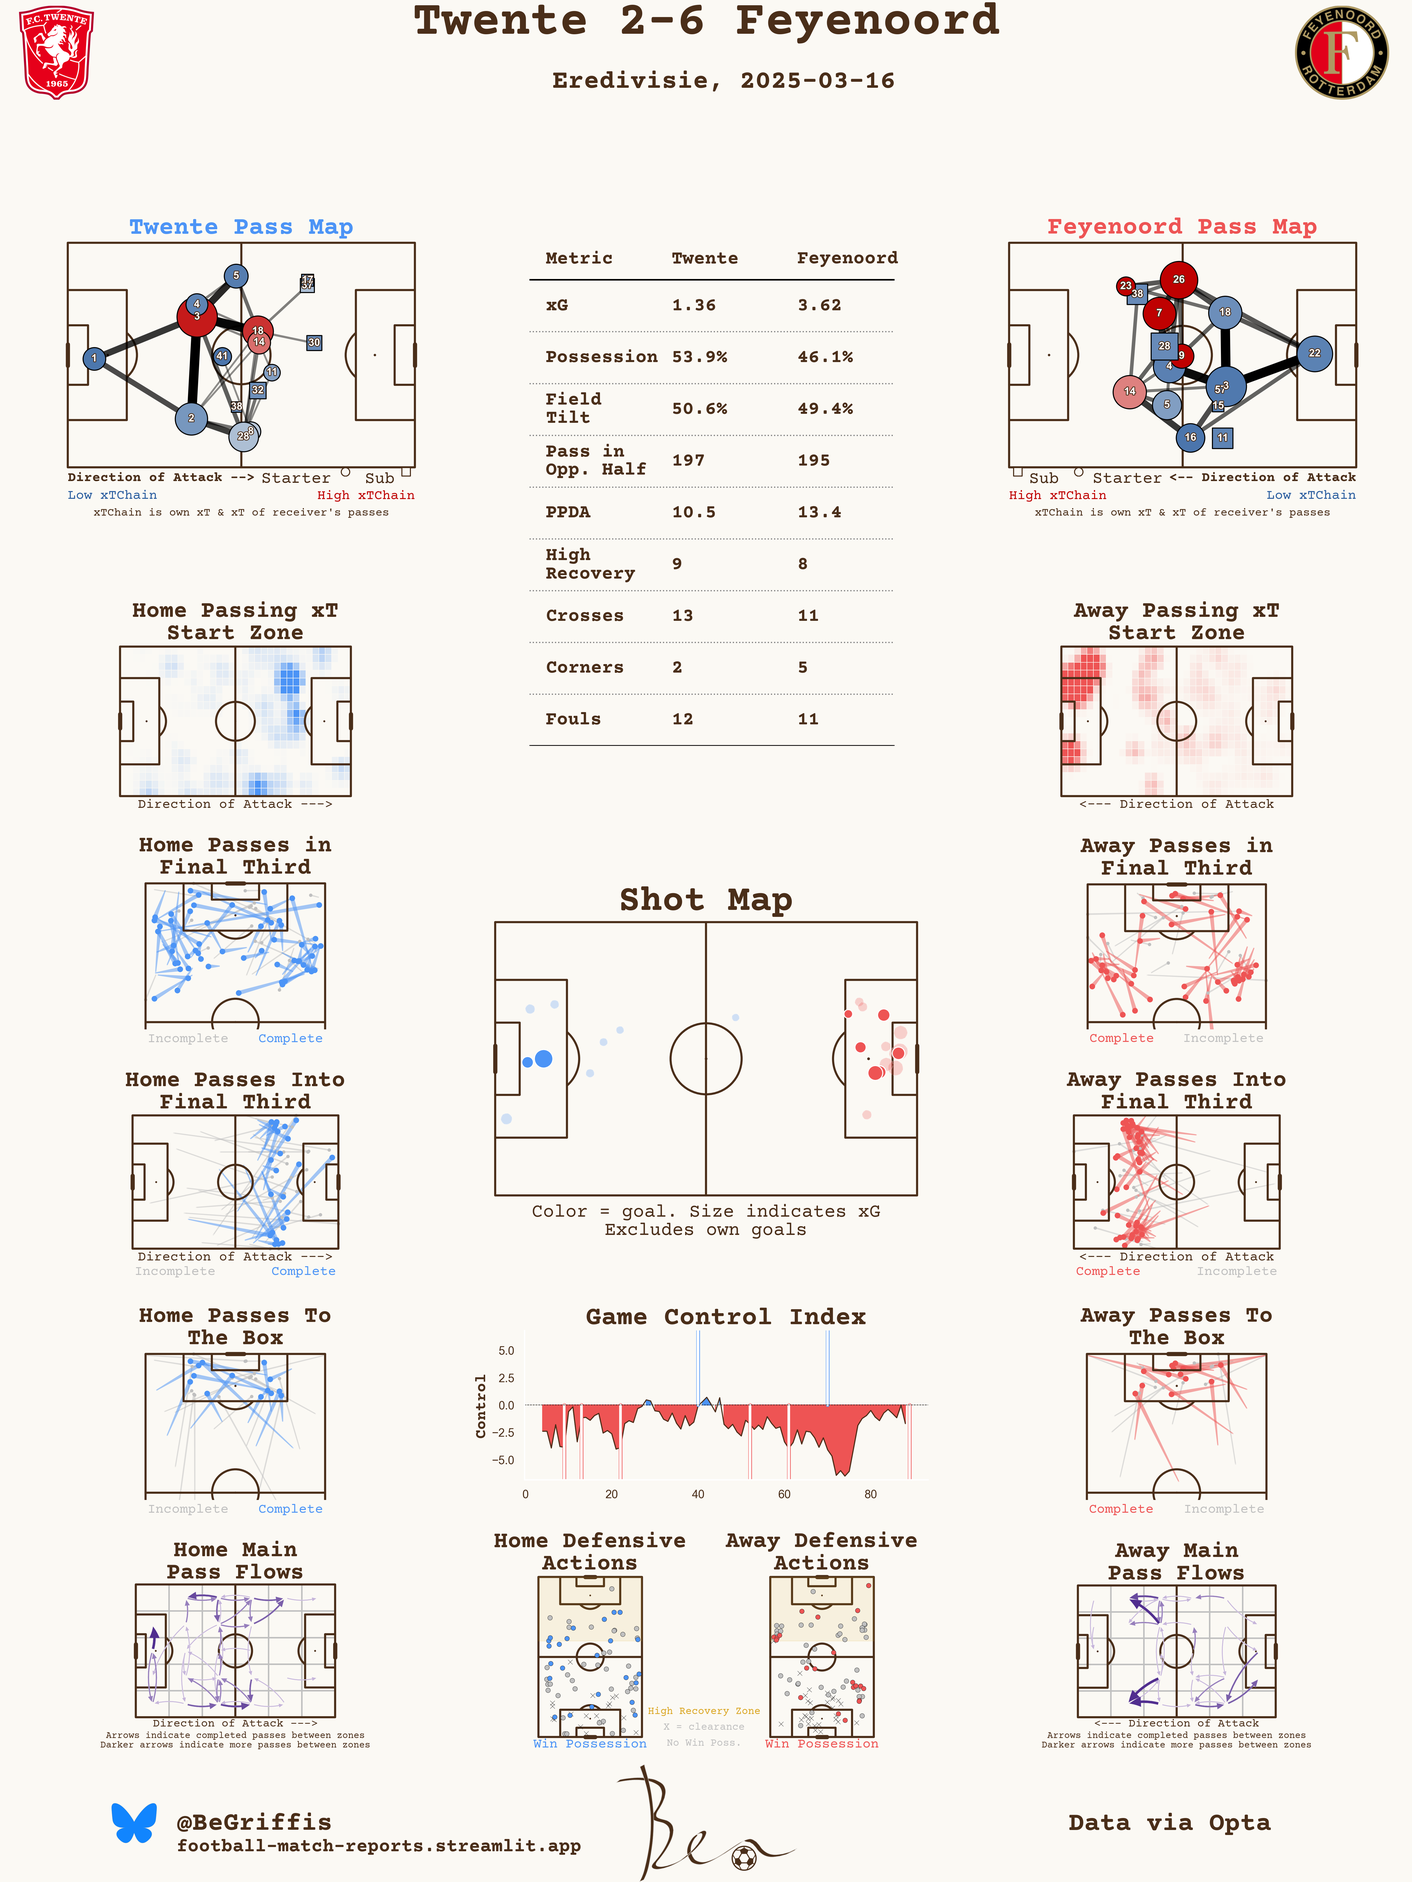 Twente 2-6 Feyenoord
Eredivisie, 2025-03-16
F.C. TWENTE
1965
FEYENOORD
F
ROTTERDAM
Twente Pass Map
1
2
3
4
5
18
14
41
11
32
38
28
8
30
37
Direction of Attack --> Starter Sub
Low xTChain High xTChain
xTChain is own xT & xT of receiver's passes
Metric Twente Feyenoord
xG 1.36 3.62
Possession 53.9% 46.1%
Field
Tilt 50.6% 49.4%
Pass in
Opp. Half 197 195
PPDA 10.5 13.4
High
Recovery 9 8
Crosses 13 11
Corners 2 5
Fouls 12 11
Feyenoord Pass Map
23
38
26
7
18
28
9
4
22
14
3
5
15
16
11
Sub Starter <-- Direction of Attack
High xTChain Low xTChain
xTChain is own xT & xT of receiver's passes
Home Passing xT
Start Zone
Direction of Attack --->
Away Passing xT
Start Zone
<--- Direction of Attack
Home Passes in
Final Third
Incomplete Complete
Away Passes in
Final Third
Complete Incomplete
Shot Map
Color = goal. Size indicates xG
Excludes own goals
Home Passes Into
Final Third
Direction of Attack --->
Incomplete Complete
Away Passes Into
Final Third
<--- Direction of Attack
Complete Incomplete
Home Passes To
The Box
Incomplete Complete
Game Control Index
Control
5.0
2.5
0.0
−2.5
−5.0
0 20 40 60 80
Away Passes To
The Box
Complete Incomplete
Home Main
Pass Flows
Direction of Attack --->
Arrows indicate completed passes between zones
Darker arrows indicate more passes between zones
Home Defensive
Actions
Win Possession
Away Defensive
Actions
Win Possession
High Recovery Zone
X = clearance
No Win Poss.
Away Main
Pass Flows
<--- Direction of Attack
Arrows indicate completed passes between zones
Darker arrows indicate more passes between zones
@BeGriffis
football-match-reports.streamlit.app
Ben
Data via Opta